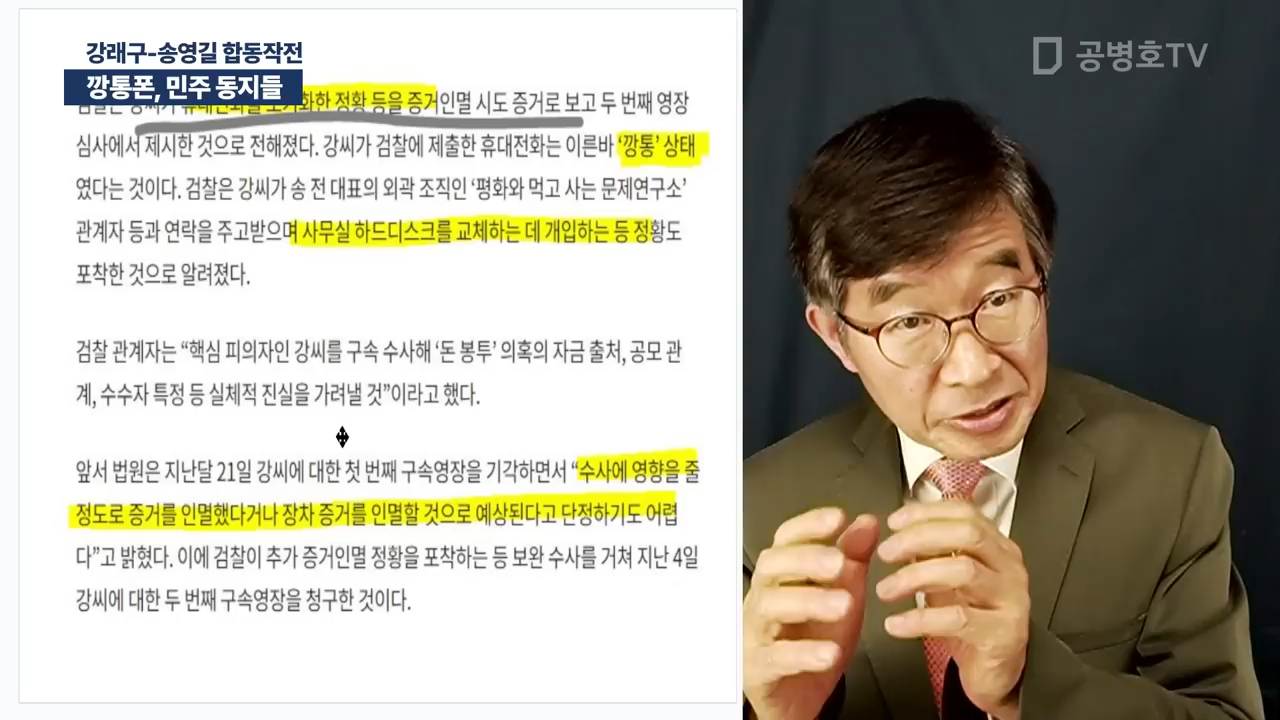 강래구-송영길 합동작전
깡통폰, 민주 동지들
공병호TV
정황 등을 증거인멸 시도 증거로 보고 두 번째 영장
심사에서 제시한 것으로 전해졌다. 강씨가 검찰에 제출한 휴대전화는 이른바 ‘깡통’ 상태
였다는 것이다. 검찰은 강씨가 송 전 대표의 외곽 조직인 ‘평화와 먹고 사는 문제연구소’
관계자 등과 연락을 주고받으며 사무실 하드디스크를 교체하는 데 개입하는 등 정황도
포착한 것으로 알려졌다.
검찰 관계자는 “핵심 피의자인 강씨를 구속 수사해 ‘돈 봉투’ 의혹의 자금 출처, 공모 관
계, 수수자 특정 등 실체적 진실을 가려낼 것”이라고 했다.
앞서 법원은 지난달 21일 강씨에 대한 첫 번째 구속영장을 기각하면서 “수사에 영향을 줄
정도로 증거를 인멸했다거나 장차 증거를 인멸할 것으로 예상된다고 단정하기도 어렵
다”고 밝혔다. 이에 검찰이 추가 증거인멸 정황을 포착하는 등 보완 수사를 거쳐 지난 4일
강씨에 대한 두 번째 구속영장을 청구한 것이다.